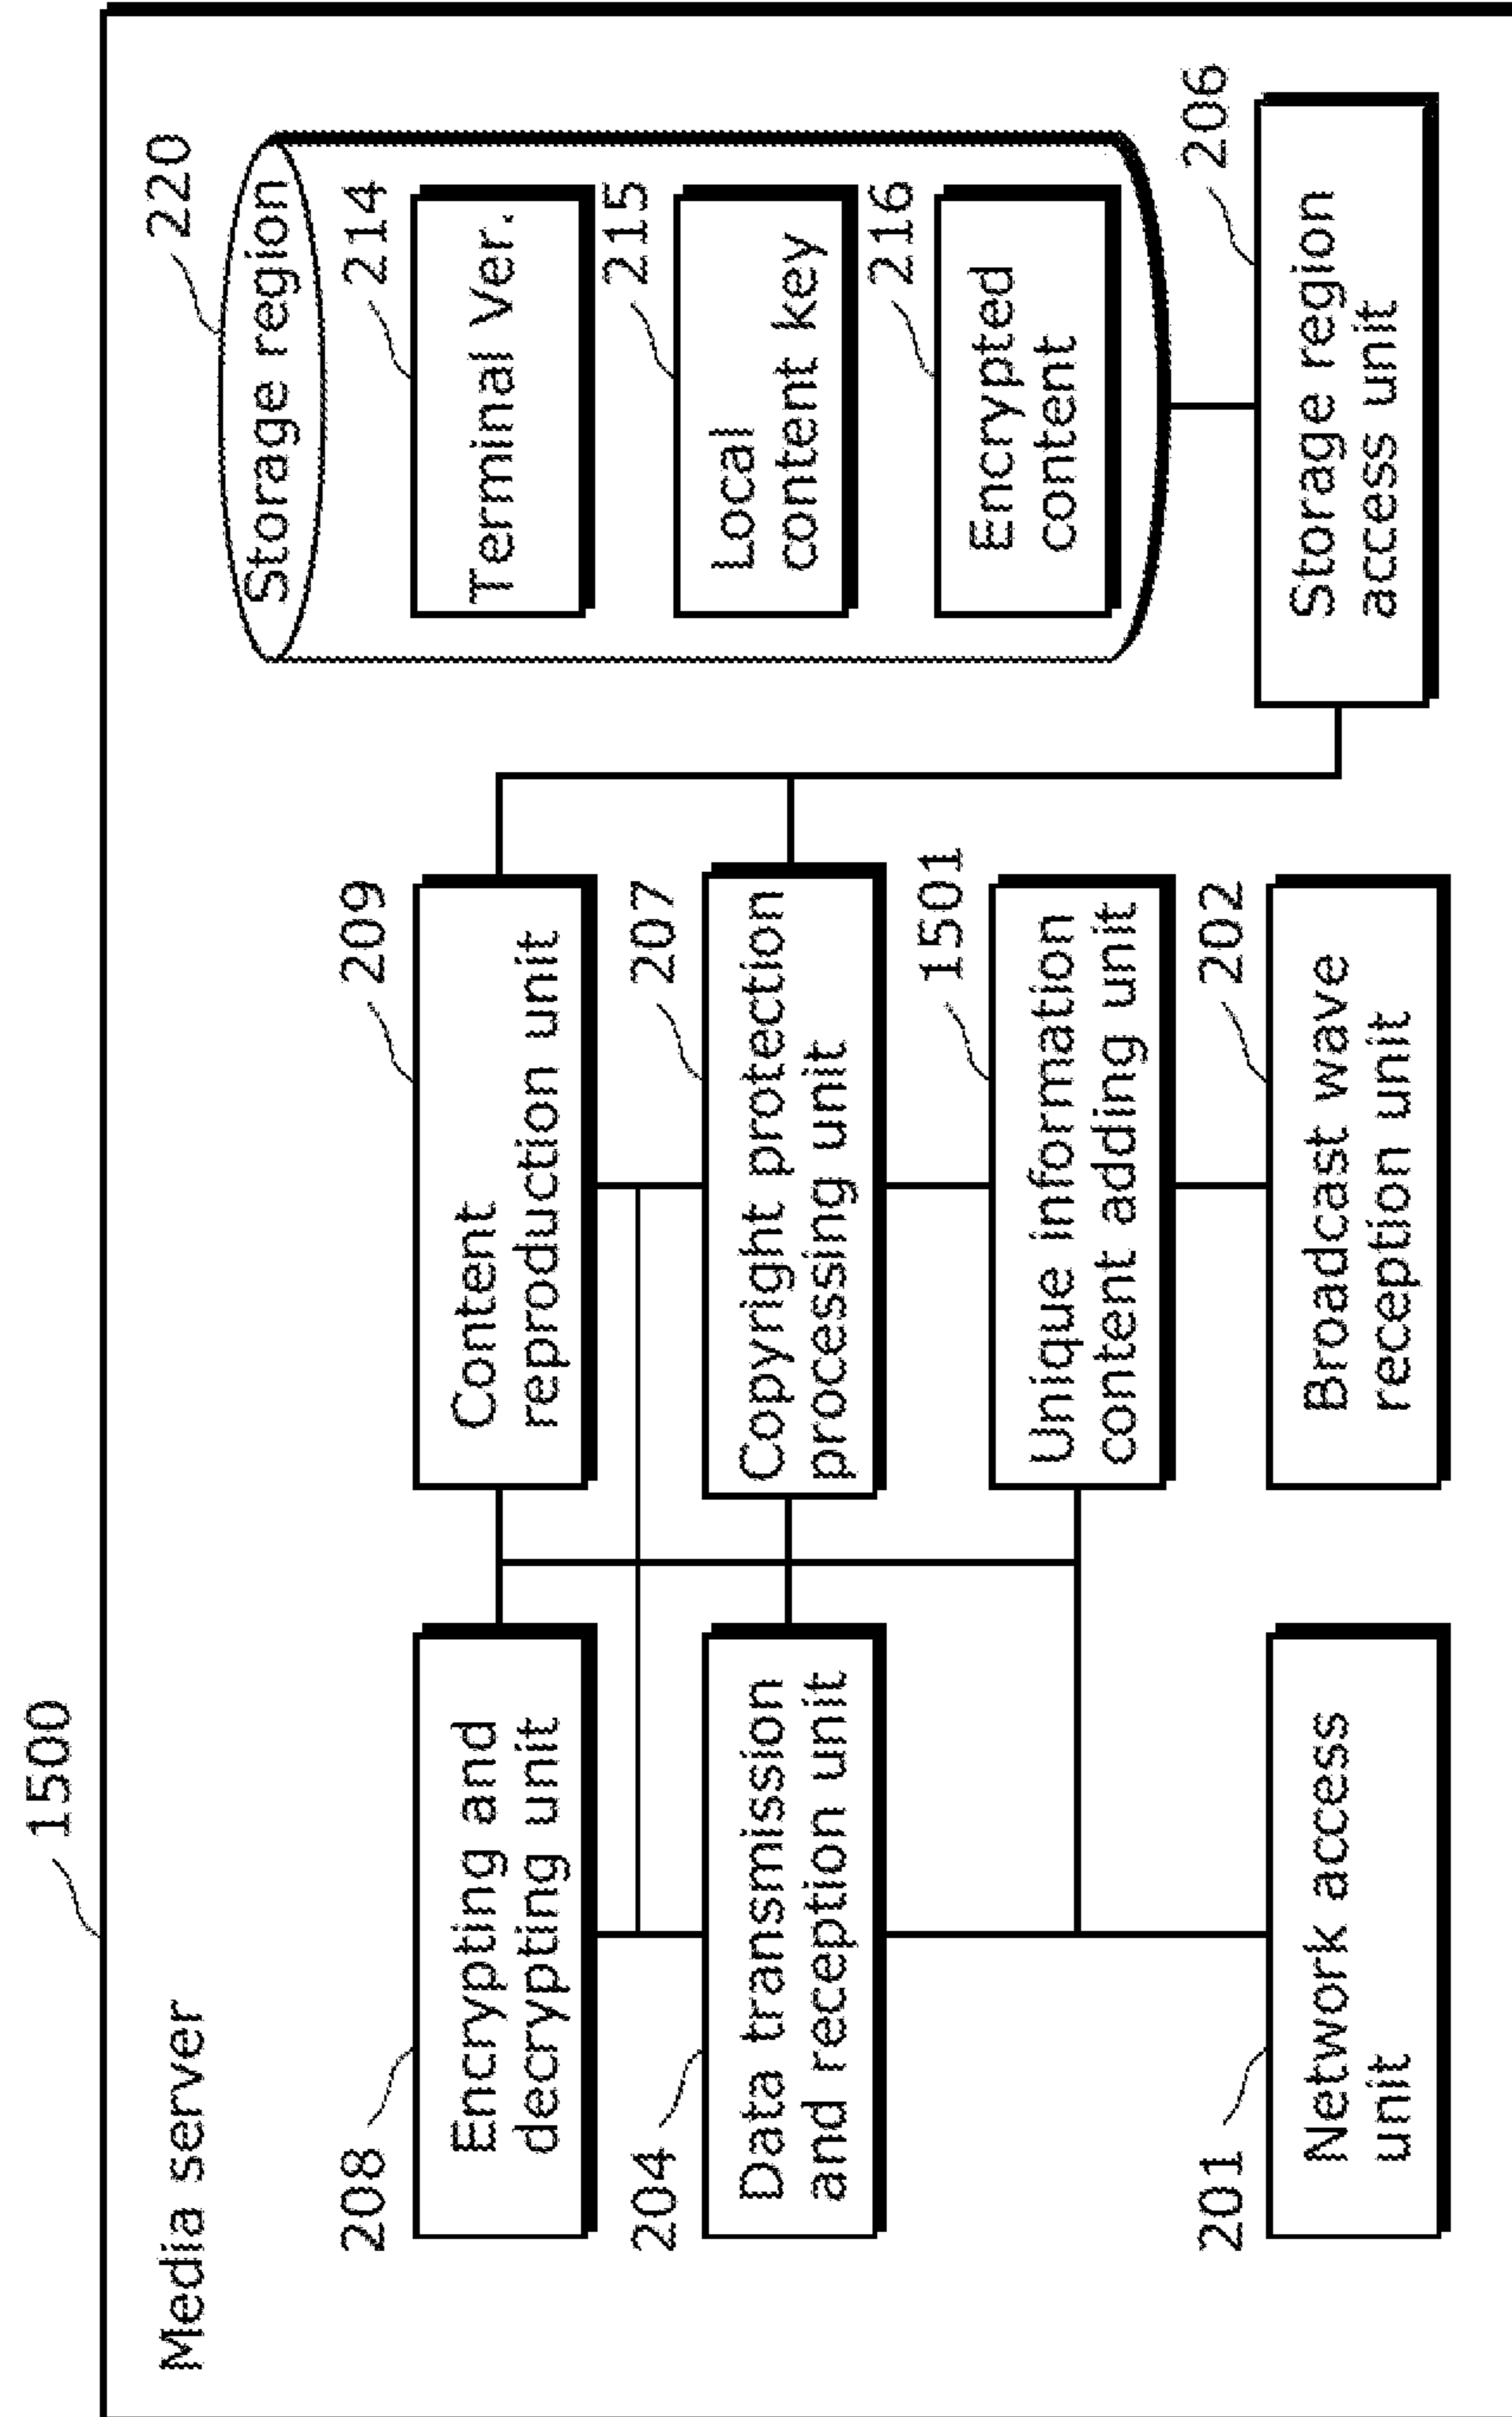 1500
Media server
220
Storage region
208
Encrypting and
decrypting unit
209
Content
reproduction unit
214
Terminal Ver.
204
Data transmission
and reception unit
207
Copyright protection
processing unit
215
Local
content key
1501
Unique information
content adding unit
216
Encrypted
content
201
Network access
unit
202
Broadcast wave
reception unit
206
Storage region
access unit